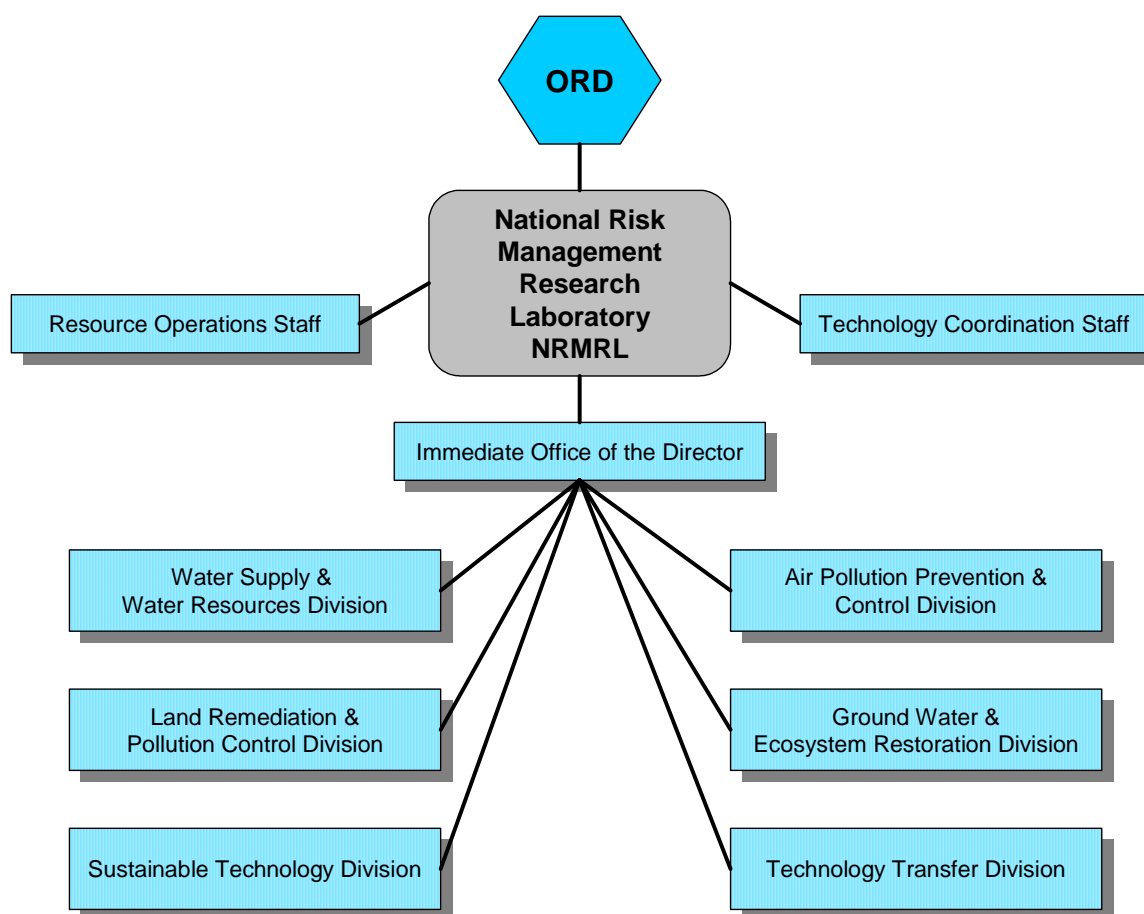 ORD
National Risk
Management
Research
Laboratory
NRMRL
Resource Operations Staff
Technology Coordination Staff
Immediate Office of the Director
Water Supply &
Water Resources Division
Air Pollution Prevention &
Control Division
Land Remediation &
Pollution Control Division
Ground Water &
Ecosystem Restoration Division
Sustainable Technology Division
Technology Transfer Division